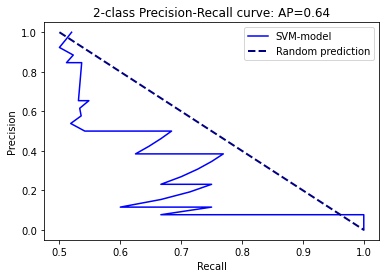 2-class Precision-Recall curve: AP=0.64
SVM-model
Random prediction
Precision
1.0
0.8
0.6
0.4
0.2
0.0
0.5 0.6 0.7 0.8 0.9 1.0
Recall